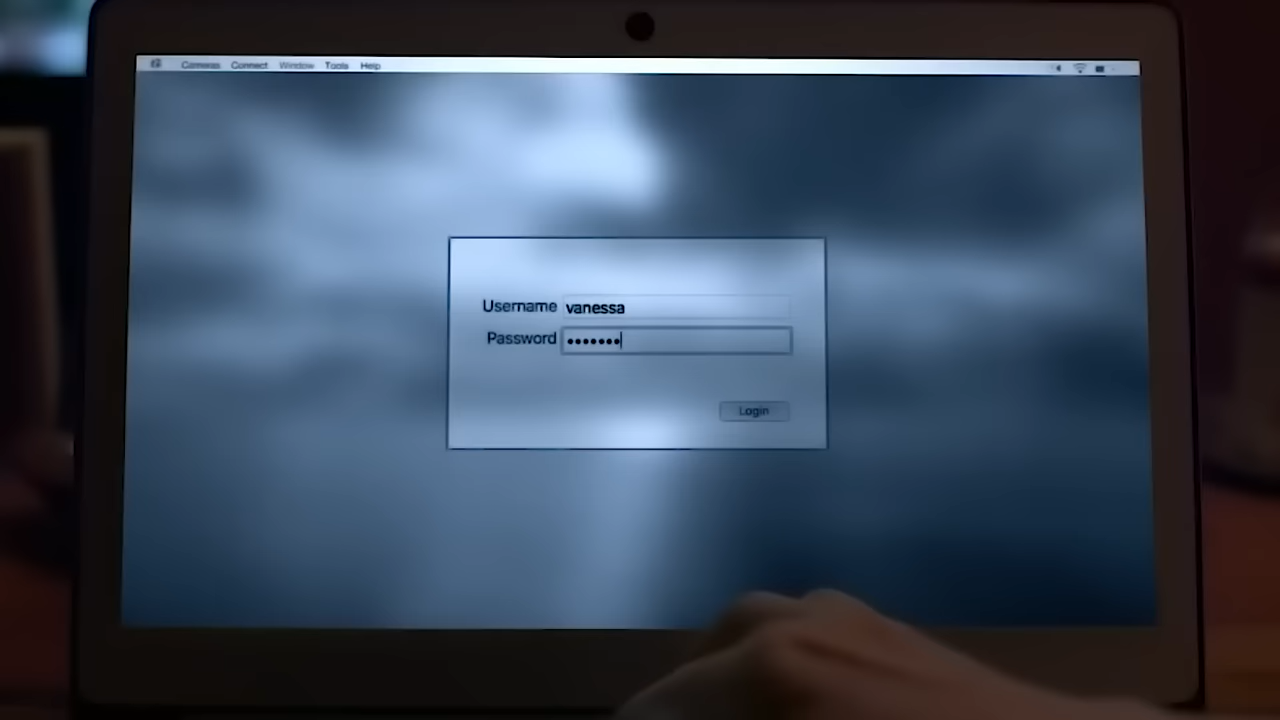 Cameras Connect Window Tools Help
Username vanessa
Password •••••••
Login